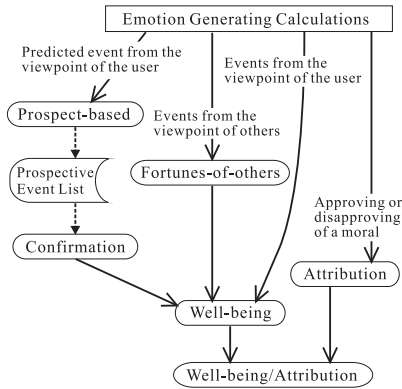 Emotion Generating Calculations
Predicted event from the
viewpoint of the user
Events from the
viewpoint of the user
Prospect-based
Events from the
viewpoint of others
Prospective
Event List
Fortunes-of-others
Approving or
disapproving
of a moral
Confirmation
Attribution
Well-being
Well-being/Attribution